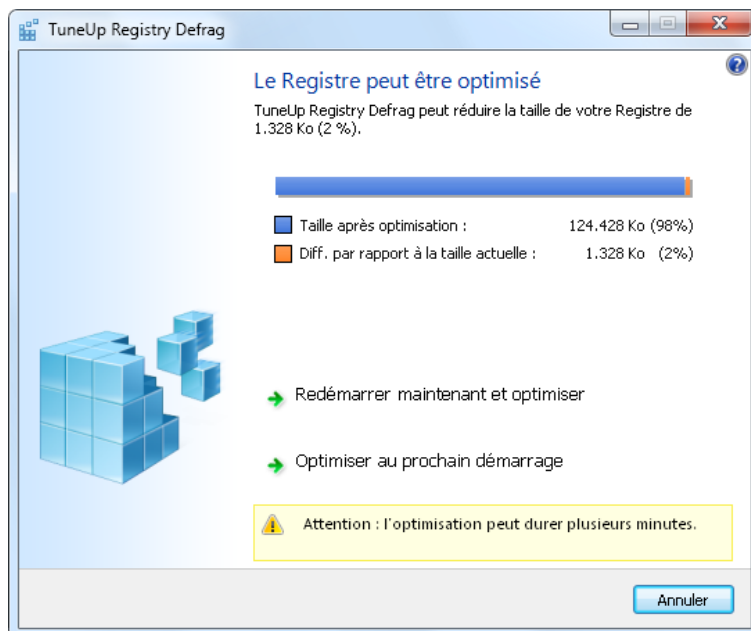 TuneUp Registry Defrag
Le Registre peut être optimisé
TuneUp Registry Defrag peut réduire la taille de votre Registre de
1.328 Ko (2 %).
Taille après optimisation : 124.428 Ko (98%)
Diff. par rapport à la taille actuelle : 1.328 Ko (2%)
Redémarrer maintenant et optimiser
Optimiser au prochain démarrage
Attention : l'optimisation peut durer plusieurs minutes.
Annuler